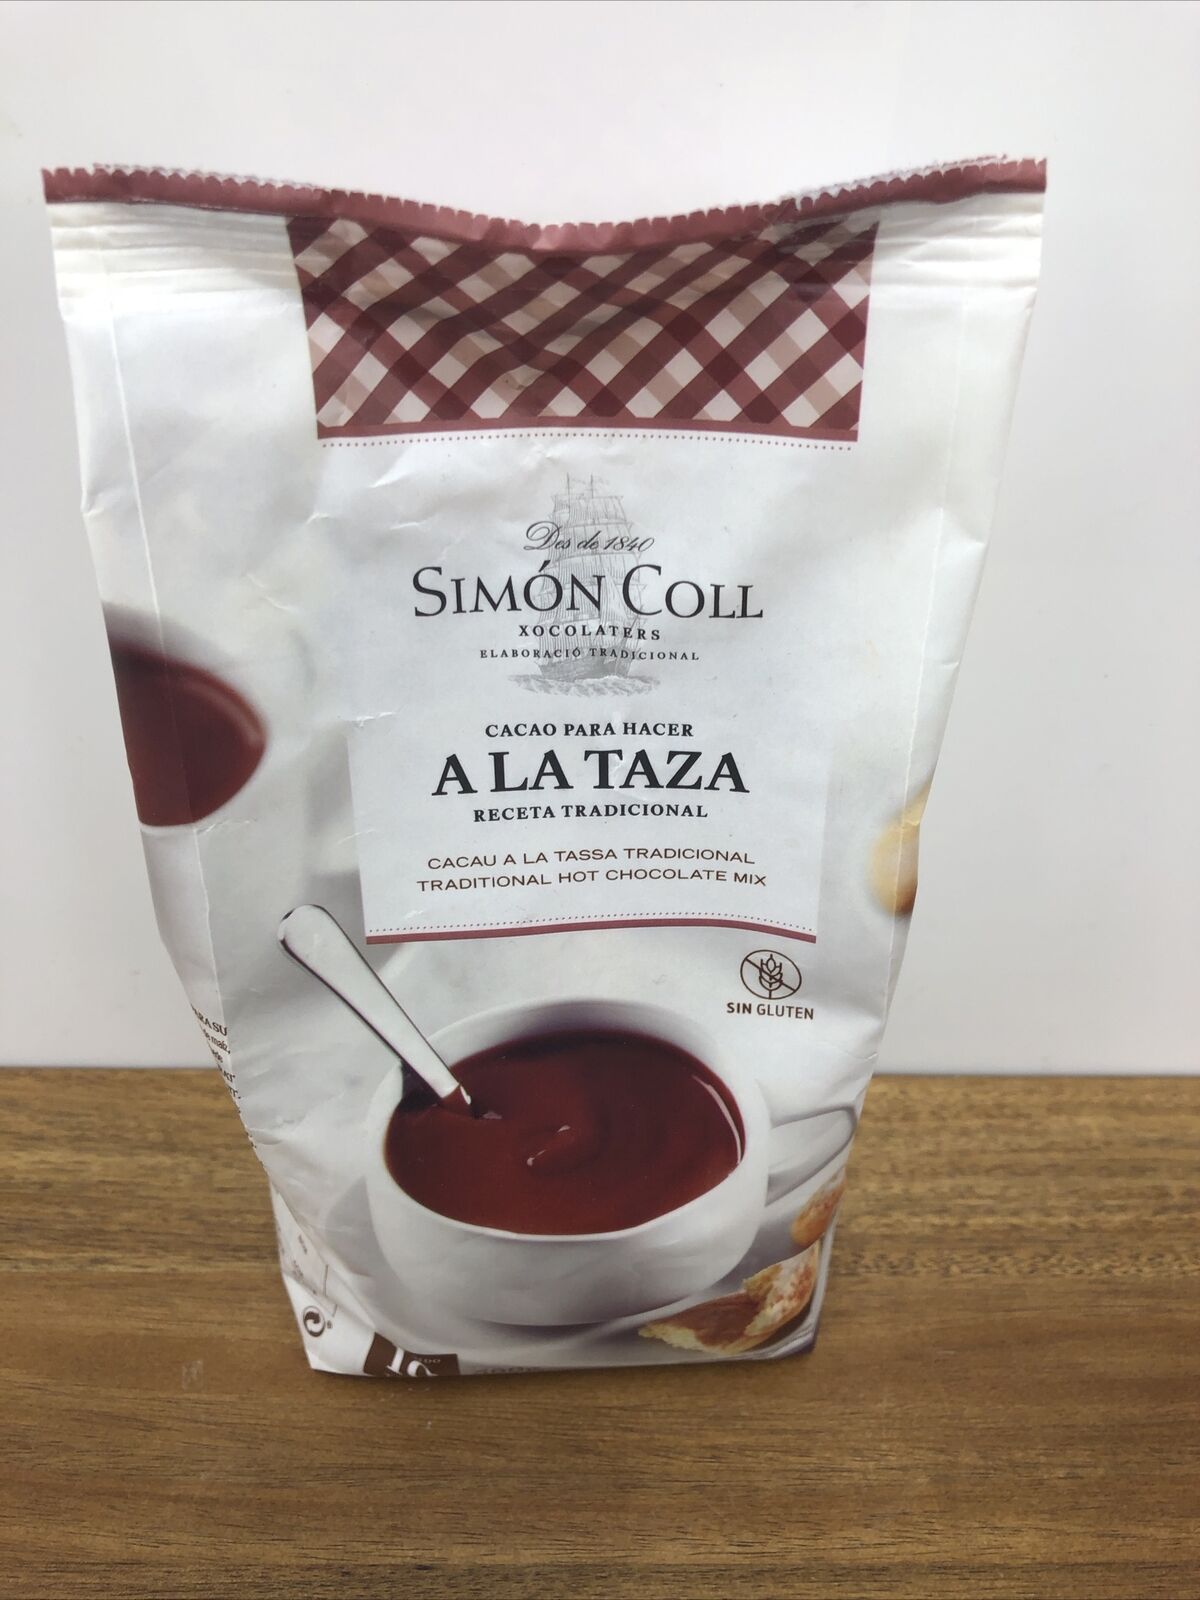 Des de 1840
SIMÓN COLL
XOCOLATERS
ELABORACIÓ TRADICIONAL
CACAO PARA HACER
A LA TAZA
RECETA TRADICIONAL
CACAU A LA TASSA TRADICIONAL
TRADITIONAL HOT CHOCOLATE MIX
SIN GLUTEN